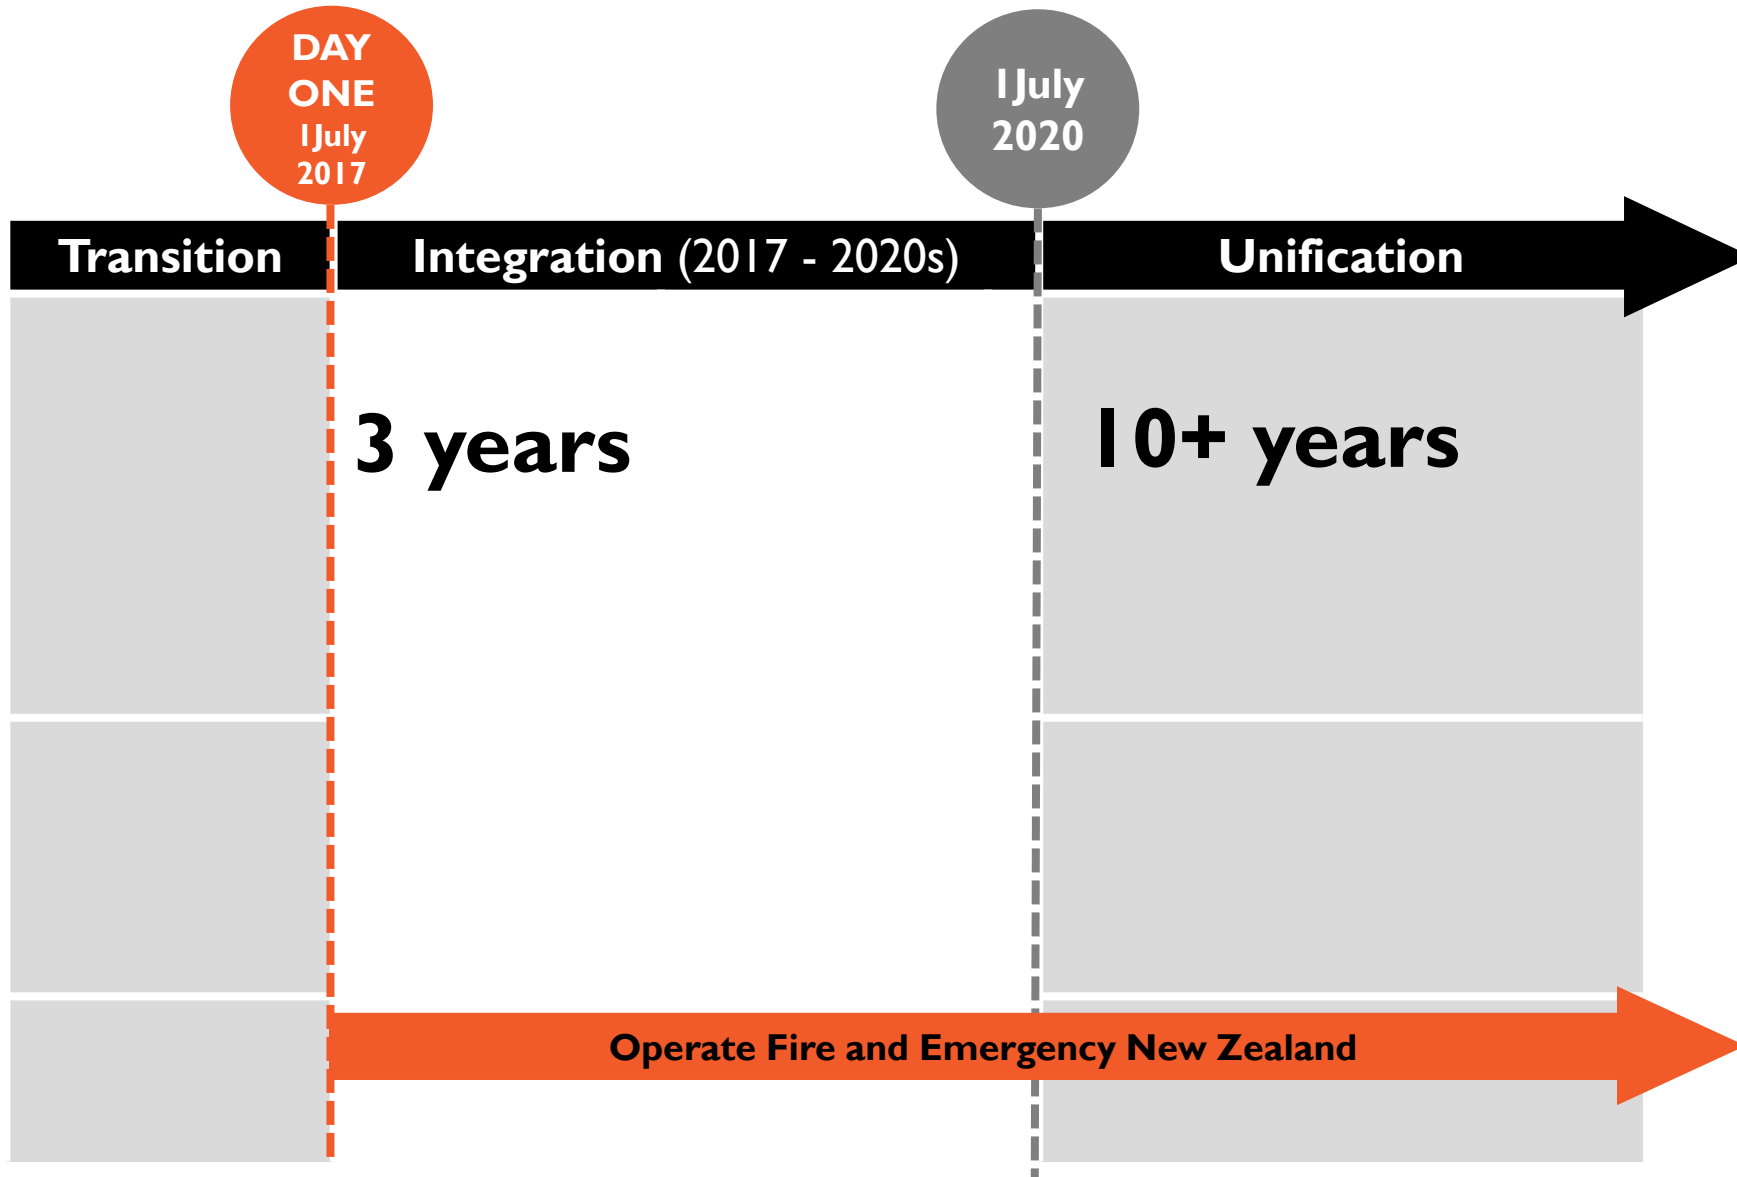 DAY
ONE
1 July
2017
1 July
2020
Transition
Integration (2017 - 2020s)
Unification
3 years
10+ years
Operate Fire and Emergency New Zealand